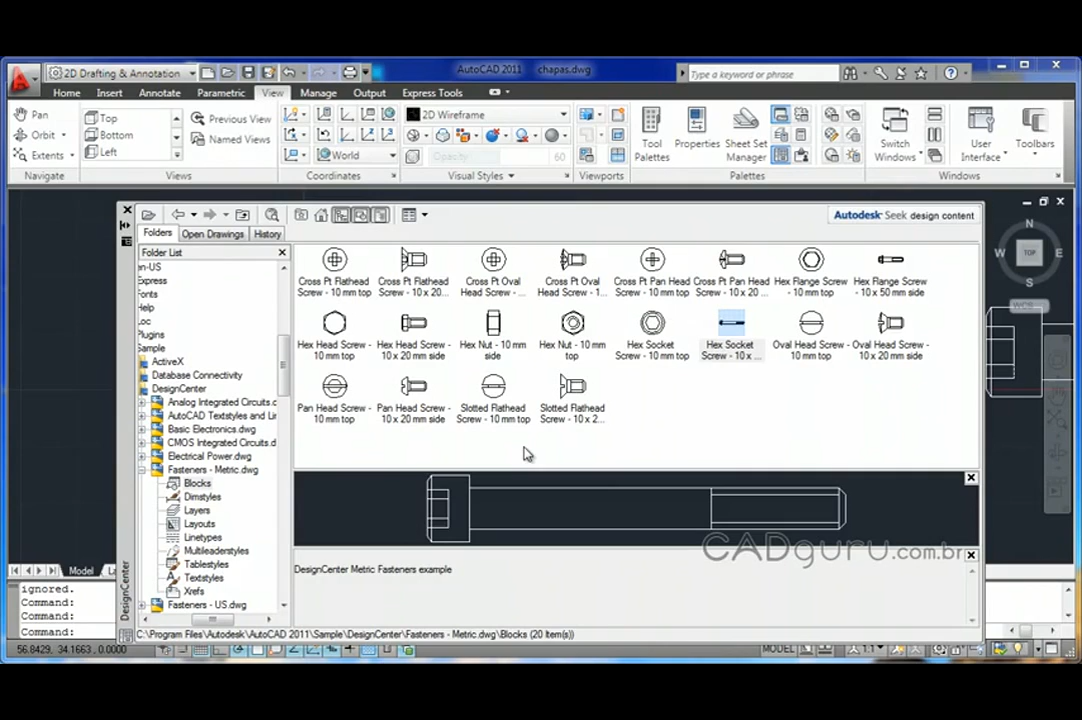 2D Drafting & Annotation
AutoCAD 2011 chapas.dwg
Type a keyword or phrase
Home Insert Annotate Parametric View Manage Output Express Tools
Pan
Orbit
Extents
Navigate
Top
Bottom
Left
Previous View
Named Views
Views
World
Coordinates
2D Wireframe
Opacity 60
Visual Styles
Viewports
Tool Palettes
Properties
Sheet Set Manager
Palettes
Switch Windows
Windows
User Interface
Toolbars
Autodesk Seek design content
Folders Open Drawings History
Folder List
en-US
Express
Fonts
Help
Loc
Plugins
Sample
ActiveX
Database Connectivity
DesignCenter
Analog Integrated Circuits.d
AutoCAD Textstyles and Lin
Basic Electronics.dwg
CMOS Integrated Circuits.d
Electrical Power.dwg
Fasteners - Metric.dwg
Blocks
Dimstyles
Layers
Layouts
Linetypes
Multileaderstyles
Tablestyles
Textstyles
Xrefs
Fasteners - US.dwg
Cross Pt Flathead Screw - 10 mm top
Cross Pt Flathead Screw - 10 x 20...
Cross Pt Oval Head Screw - ...
Cross Pt Oval Head Screw - 1...
Cross Pt Pan Head Screw - 10 mm top
Cross Pt Pan Head Screw - 10 x 20 ...
Hex Flange Screw - 10 mm top
Hex Flange Screw - 10 x 50 mm side
Hex Head Screw - 10 mm top
Hex Head Screw - 10 x 20 mm side
Hex Nut - 10 mm side
Hex Nut - 10 mm top
Hex Socket Screw - 10 mm top
Hex Socket Screw - 10 x ...
Oval Head Screw - 10 mm top
Oval Head Screw - 10 x 20 mm side
Pan Head Screw - 10 mm top
Pan Head Screw - 10 x 20 mm side
Slotted Flathead Screw - 10 mm top
Slotted Flathead Screw - 10 x 2...
N
W TOP E
S
WCS
CADguru.com.br
DesignCenter Metric Fasteners example
DesignCenter
Model
ignored.
Command:
Command:
Command:
C:\Program Files\Autodesk\AutoCAD 2011\Sample\DesignCenter\Fasteners - Metric.dwg\Blocks (20 Item(s))
56.8429, 34.1663, 0.0000
MODEL
1:1